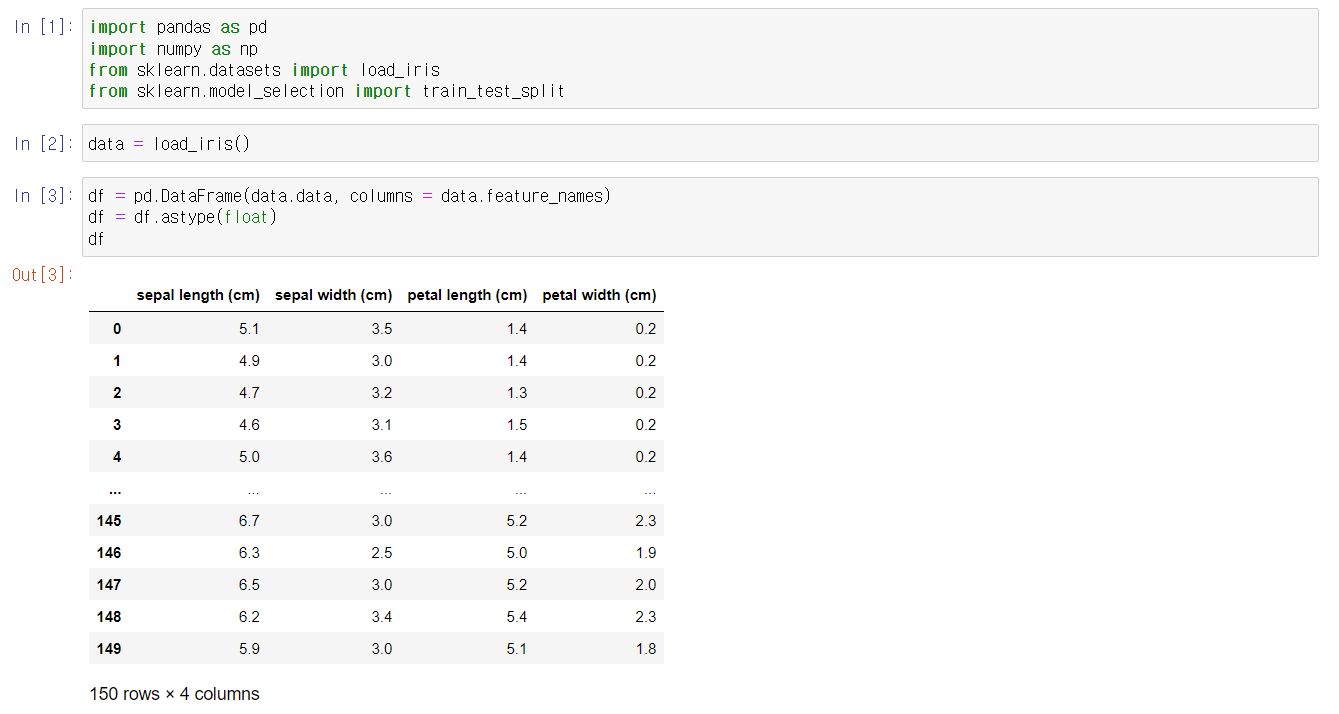 In [1]: import pandas as pd
import numpy as np
from sklearn.datasets import load_iris
from sklearn.model_selection import train_test_split
In [2]: data = load_iris()
In [3]: df = pd.DataFrame(data.data, columns = data.feature_names)
df = df.astype(float)
df
Out[3]:
sepal length (cm) sepal width (cm) petal length (cm) petal width (cm)
0 5.1 3.5 1.4 0.2
1 4.9 3.0 1.4 0.2
2 4.7 3.2 1.3 0.2
3 4.6 3.1 1.5 0.2
4 5.0 3.6 1.4 0.2
... ... ... ... ...
145 6.7 3.0 5.2 2.3
146 6.3 2.5 5.0 1.9
147 6.5 3.0 5.2 2.0
148 6.2 3.4 5.4 2.3
149 5.9 3.0 5.1 1.8
150 rows × 4 columns